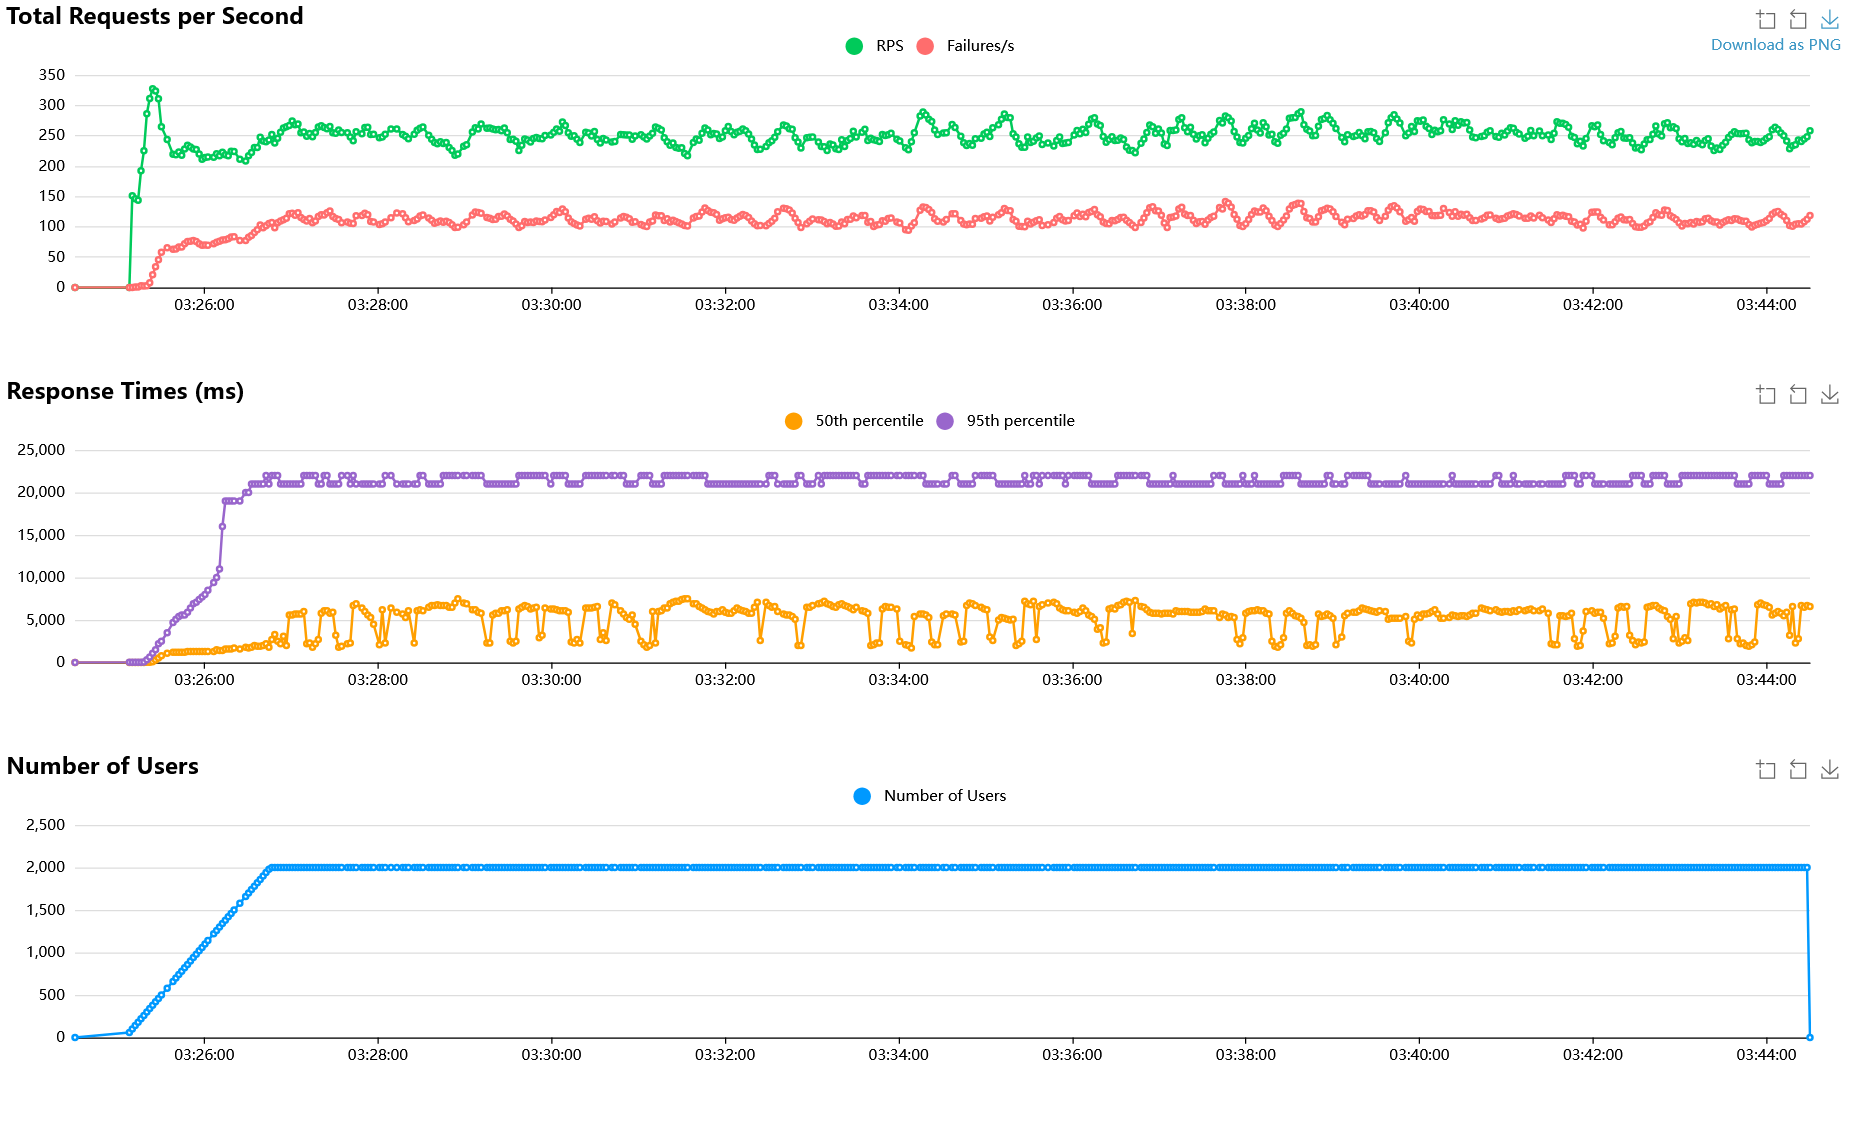 Total Requests per Second
Download as PNG
RPS Failures/s
350
300
250
200
150
100
50
0
03:26:00 03:28:00 03:30:00 03:32:00 03:34:00 03:36:00 03:38:00 03:40:00 03:42:00 03:44:00
Response Times (ms)
50th percentile 95th percentile
25,000
20,000
15,000
10,000
5,000
0
03:26:00 03:28:00 03:30:00 03:32:00 03:34:00 03:36:00 03:38:00 03:40:00 03:42:00 03:44:00
Number of Users
Number of Users
2,500
2,000
1,500
1,000
500
0
03:26:00 03:28:00 03:30:00 03:32:00 03:34:00 03:36:00 03:38:00 03:40:00 03:42:00 03:44:00